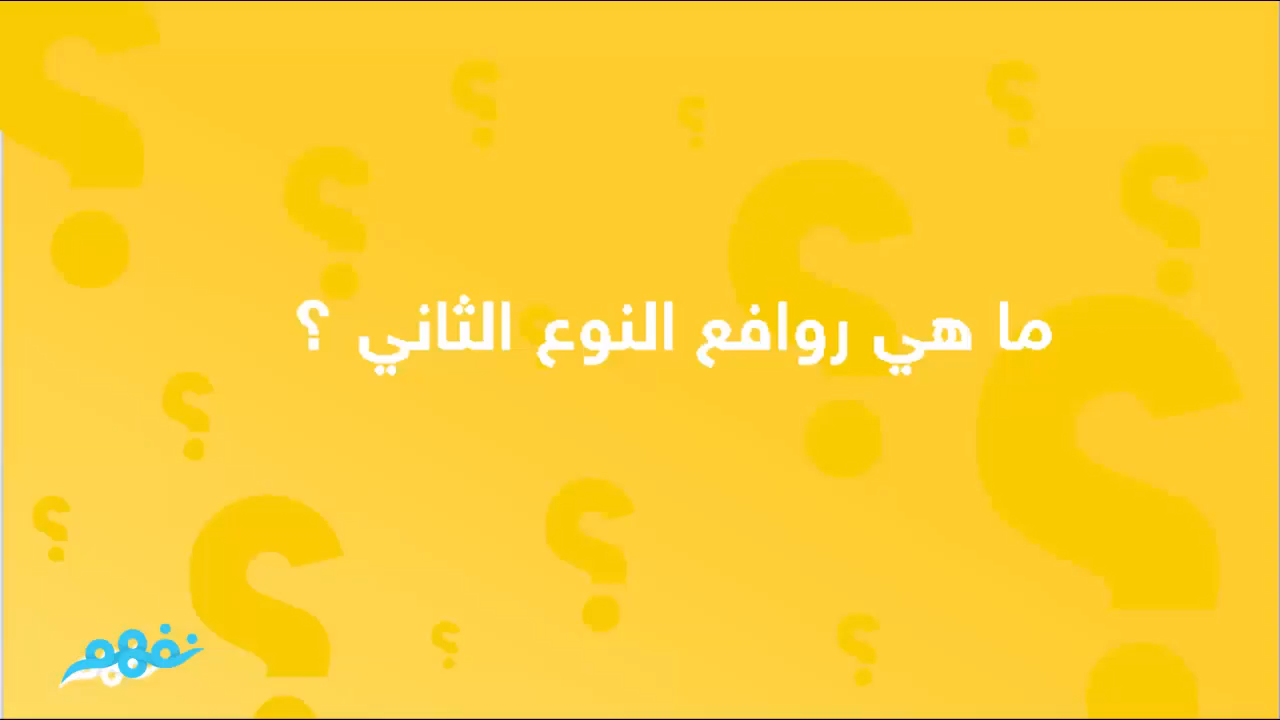 ما هي روافع النوع الثاني ؟
نفهم